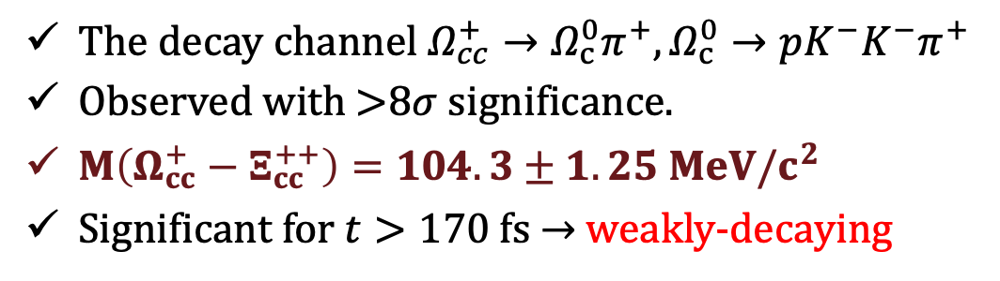 ✓ The decay channel Ω⁺cc → Ω⁰cπ⁺, Ω⁰c → pK⁻K⁻π⁺
✓ Observed with >8σ significance.
✓ M(Ω⁺cc − Ξ⁺⁺cc) = 104.3 ± 1.25 MeV/c²
✓ Significant for t > 170 fs → weakly-decaying